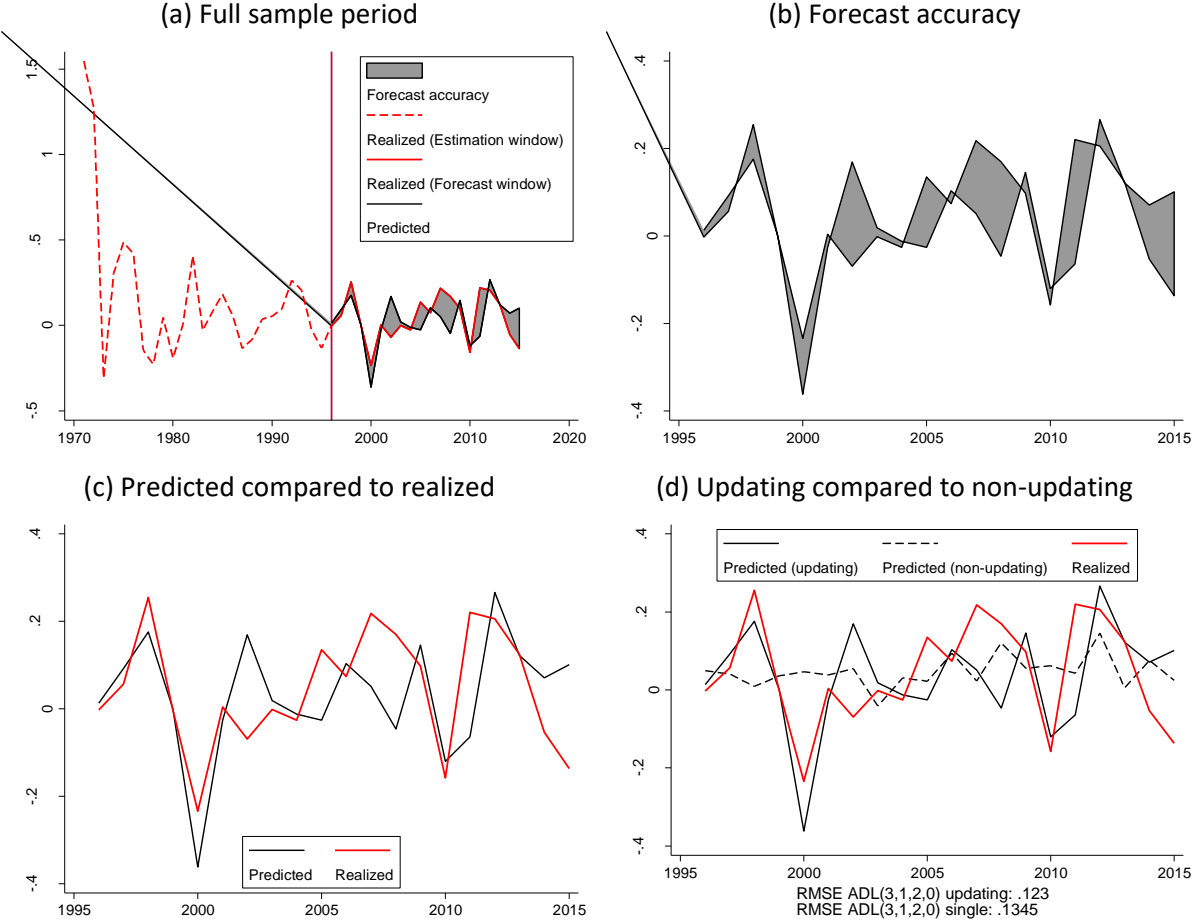 (a) Full sample period
1.5
1
.5
0
-.5
1970 1980 1990 2000 2010 2020
Forecast accuracy
Realized (Estimation window)
Realized (Forecast window)
Predicted
(b) Forecast accuracy
.4
.2
0
-.2
-.4
1995 2000 2005 2010 2015
(c) Predicted compared to realized
.4
.2
0
-.2
-.4
Predicted Realized
1995 2000 2005 2010 2015
(d) Updating compared to non-updating
.4
.2
0
-.2
-.4
Predicted (updating) Predicted (non-updating) Realized
1995 2000 2005 2010 2015
RMSE ADL(3,1,2,0) updating: .123
RMSE ADL(3,1,2,0) single: .1345